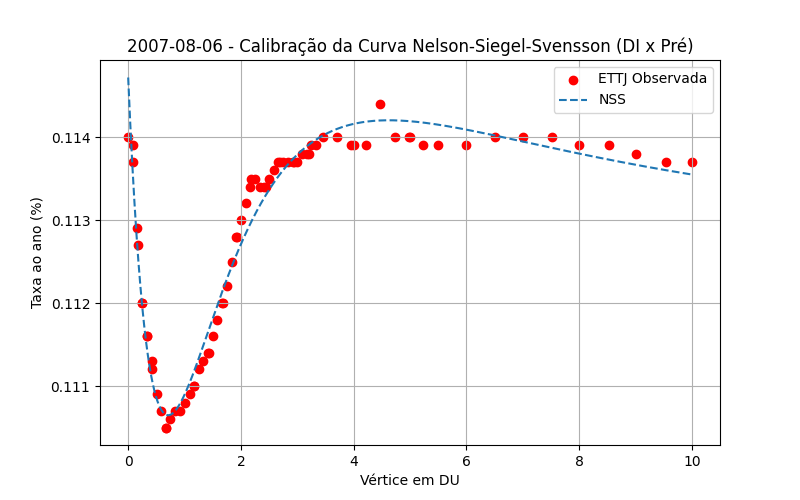 2007-08-06 - Calibração da Curva Nelson-Siegel-Svensson (DI x Pré)
ETTJ Observada
NSS
Taxa ao ano (%)
0.114
0.113
0.112
0.111
0 2 4 6 8 10
Vértice em DU